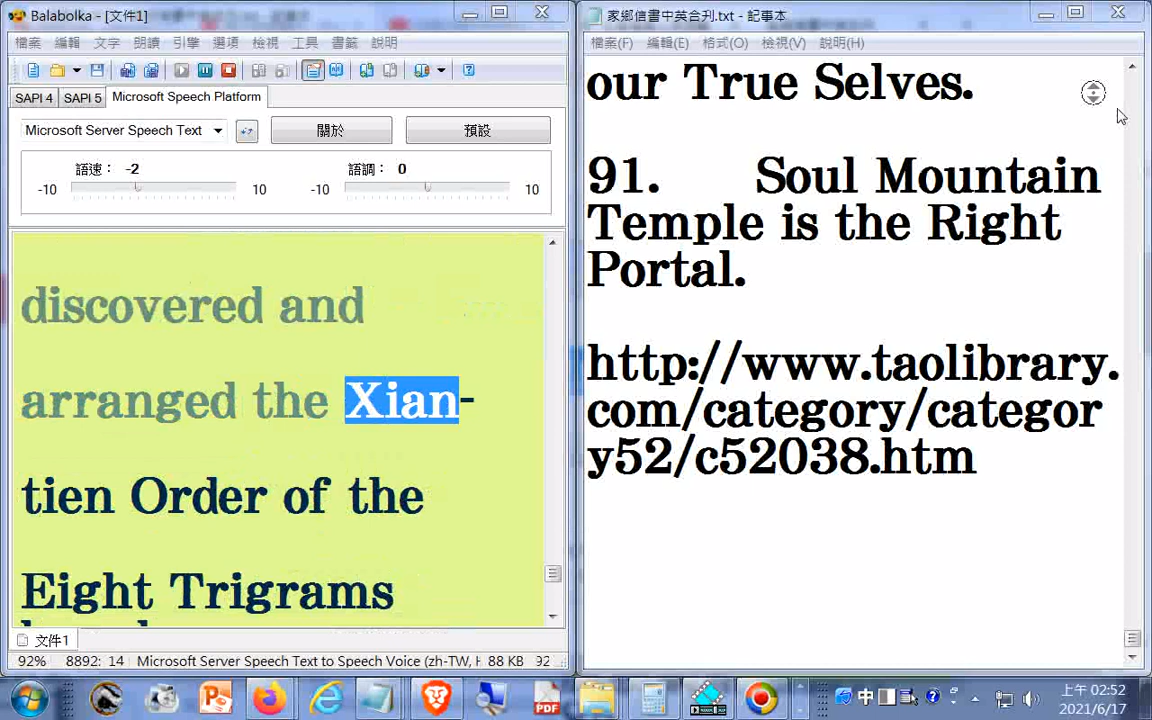 Balabolka - [文件1]
檔案 編輯 文字 朗讀 引擎 選項 檢視 工具 書籤 說明
SAPI 4 SAPI 5 Microsoft Speech Platform
Microsoft Server Speech Text 關於 預設
語速： -2 語調： 0
-10 10 -10 10
discovered and
arranged the Xian-
tien Order of the
Eight Trigrams
文件1
92% 8892: 14 Microsoft Server Speech Text to Speech Voice (zh-TW, H 88 KB 92
家鄉信書中英合刋.txt - 記事本
檔案(F) 編輯(E) 格式(O) 檢視(V) 說明(H)
our True Selves.
91. Soul Mountain
Temple is the Right
Portal.
http://www.taolibrary.
com/category/categor
y52/c52038.htm
中
上午 02:52
2021/6/17